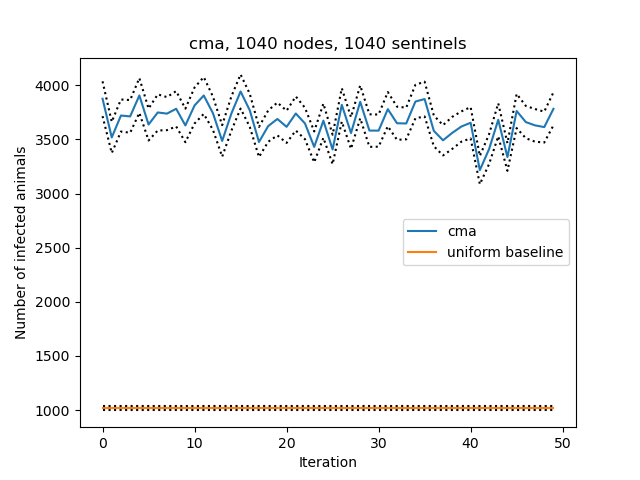 cma, 1040 nodes, 1040 sentinels
4000
3500
3000
2500
2000
1500
1000
Number of infected animals
cma
uniform baseline
0
10
20
30
40
50
Iteration